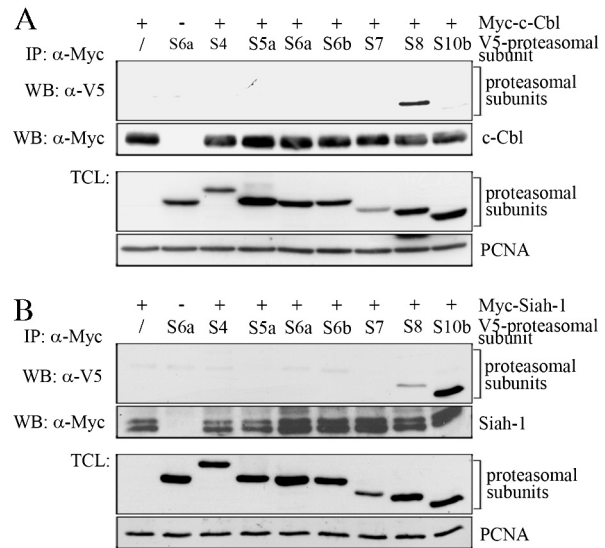 A
+ - + + + + + + + Myc-c-Cbl
/ S6a S4 S5a S6a S6b S7 S8 S10b V5-proteasomal subunit
IP: α-Myc
WB: α-V5
proteasomal subunits
WB: α-Myc
c-Cbl
TCL:
proteasomal subunits
PCNA
B
+ - + + + + + + + Myc-Siah-1
/ S6a S4 S5a S6a S6b S7 S8 S10b V5-proteasomal subunit
IP: α-Myc
WB: α-V5
proteasomal subunits
WB: α-Myc
Siah-1
TCL:
proteasomal subunits
PCNA